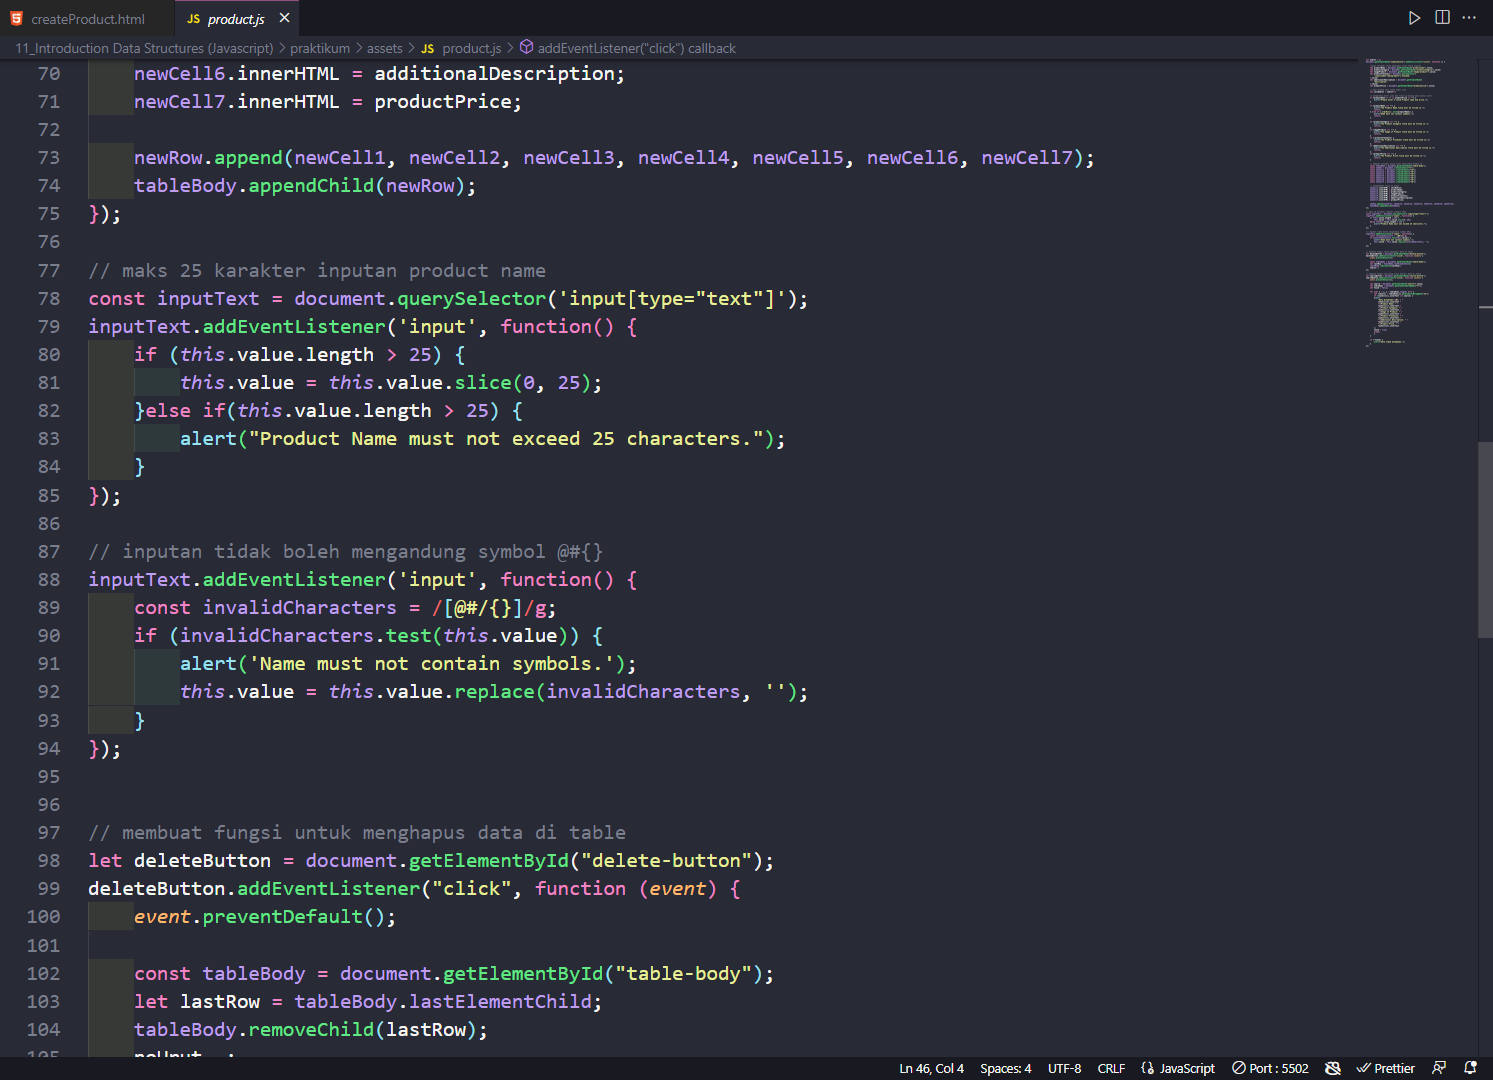 createProduct.html
JS product.js
11_Introduction Data Structures (Javascript) > praktikum > assets > JS product.js > addEventListener("click") callback
70 newCell6.innerHTML = additionalDescription;
71 newCell7.innerHTML = productPrice;
72
73 newRow.append(newCell1, newCell2, newCell3, newCell4, newCell5, newCell6, newCell7);
74 tableBody.appendChild(newRow);
75 });
76
77 // maks 25 karakter inputan product name
78 const inputText = document.querySelector('input[type="text"]');
79 inputText.addEventListener('input', function() {
80 if (this.value.length > 25) {
81 this.value = this.value.slice(0, 25);
82 }else if(this.value.length > 25) {
83 alert("Product Name must not exceed 25 characters.");
84 }
85 });
86
87 // inputan tidak boleh mengandung symbol @#{}
88 inputText.addEventListener('input', function() {
89 const invalidCharacters = /[@#/{}]/g;
90 if (invalidCharacters.test(this.value)) {
91 alert('Name must not contain symbols.');
92 this.value = this.value.replace(invalidCharacters, '');
93 }
94 });
95
96
97 // membuat fungsi untuk menghapus data di table
98 let deleteButton = document.getElementById("delete-button");
99 deleteButton.addEventListener("click", function (event) {
100 event.preventDefault();
101
102 const tableBody = document.getElementById("table-body");
103 let lastRow = tableBody.lastElementChild;
104 tableBody.removeChild(lastRow);
105
Ln 46, Col 4 Spaces: 4 UTF-8 CRLF JavaScript Port : 5502 Prettier